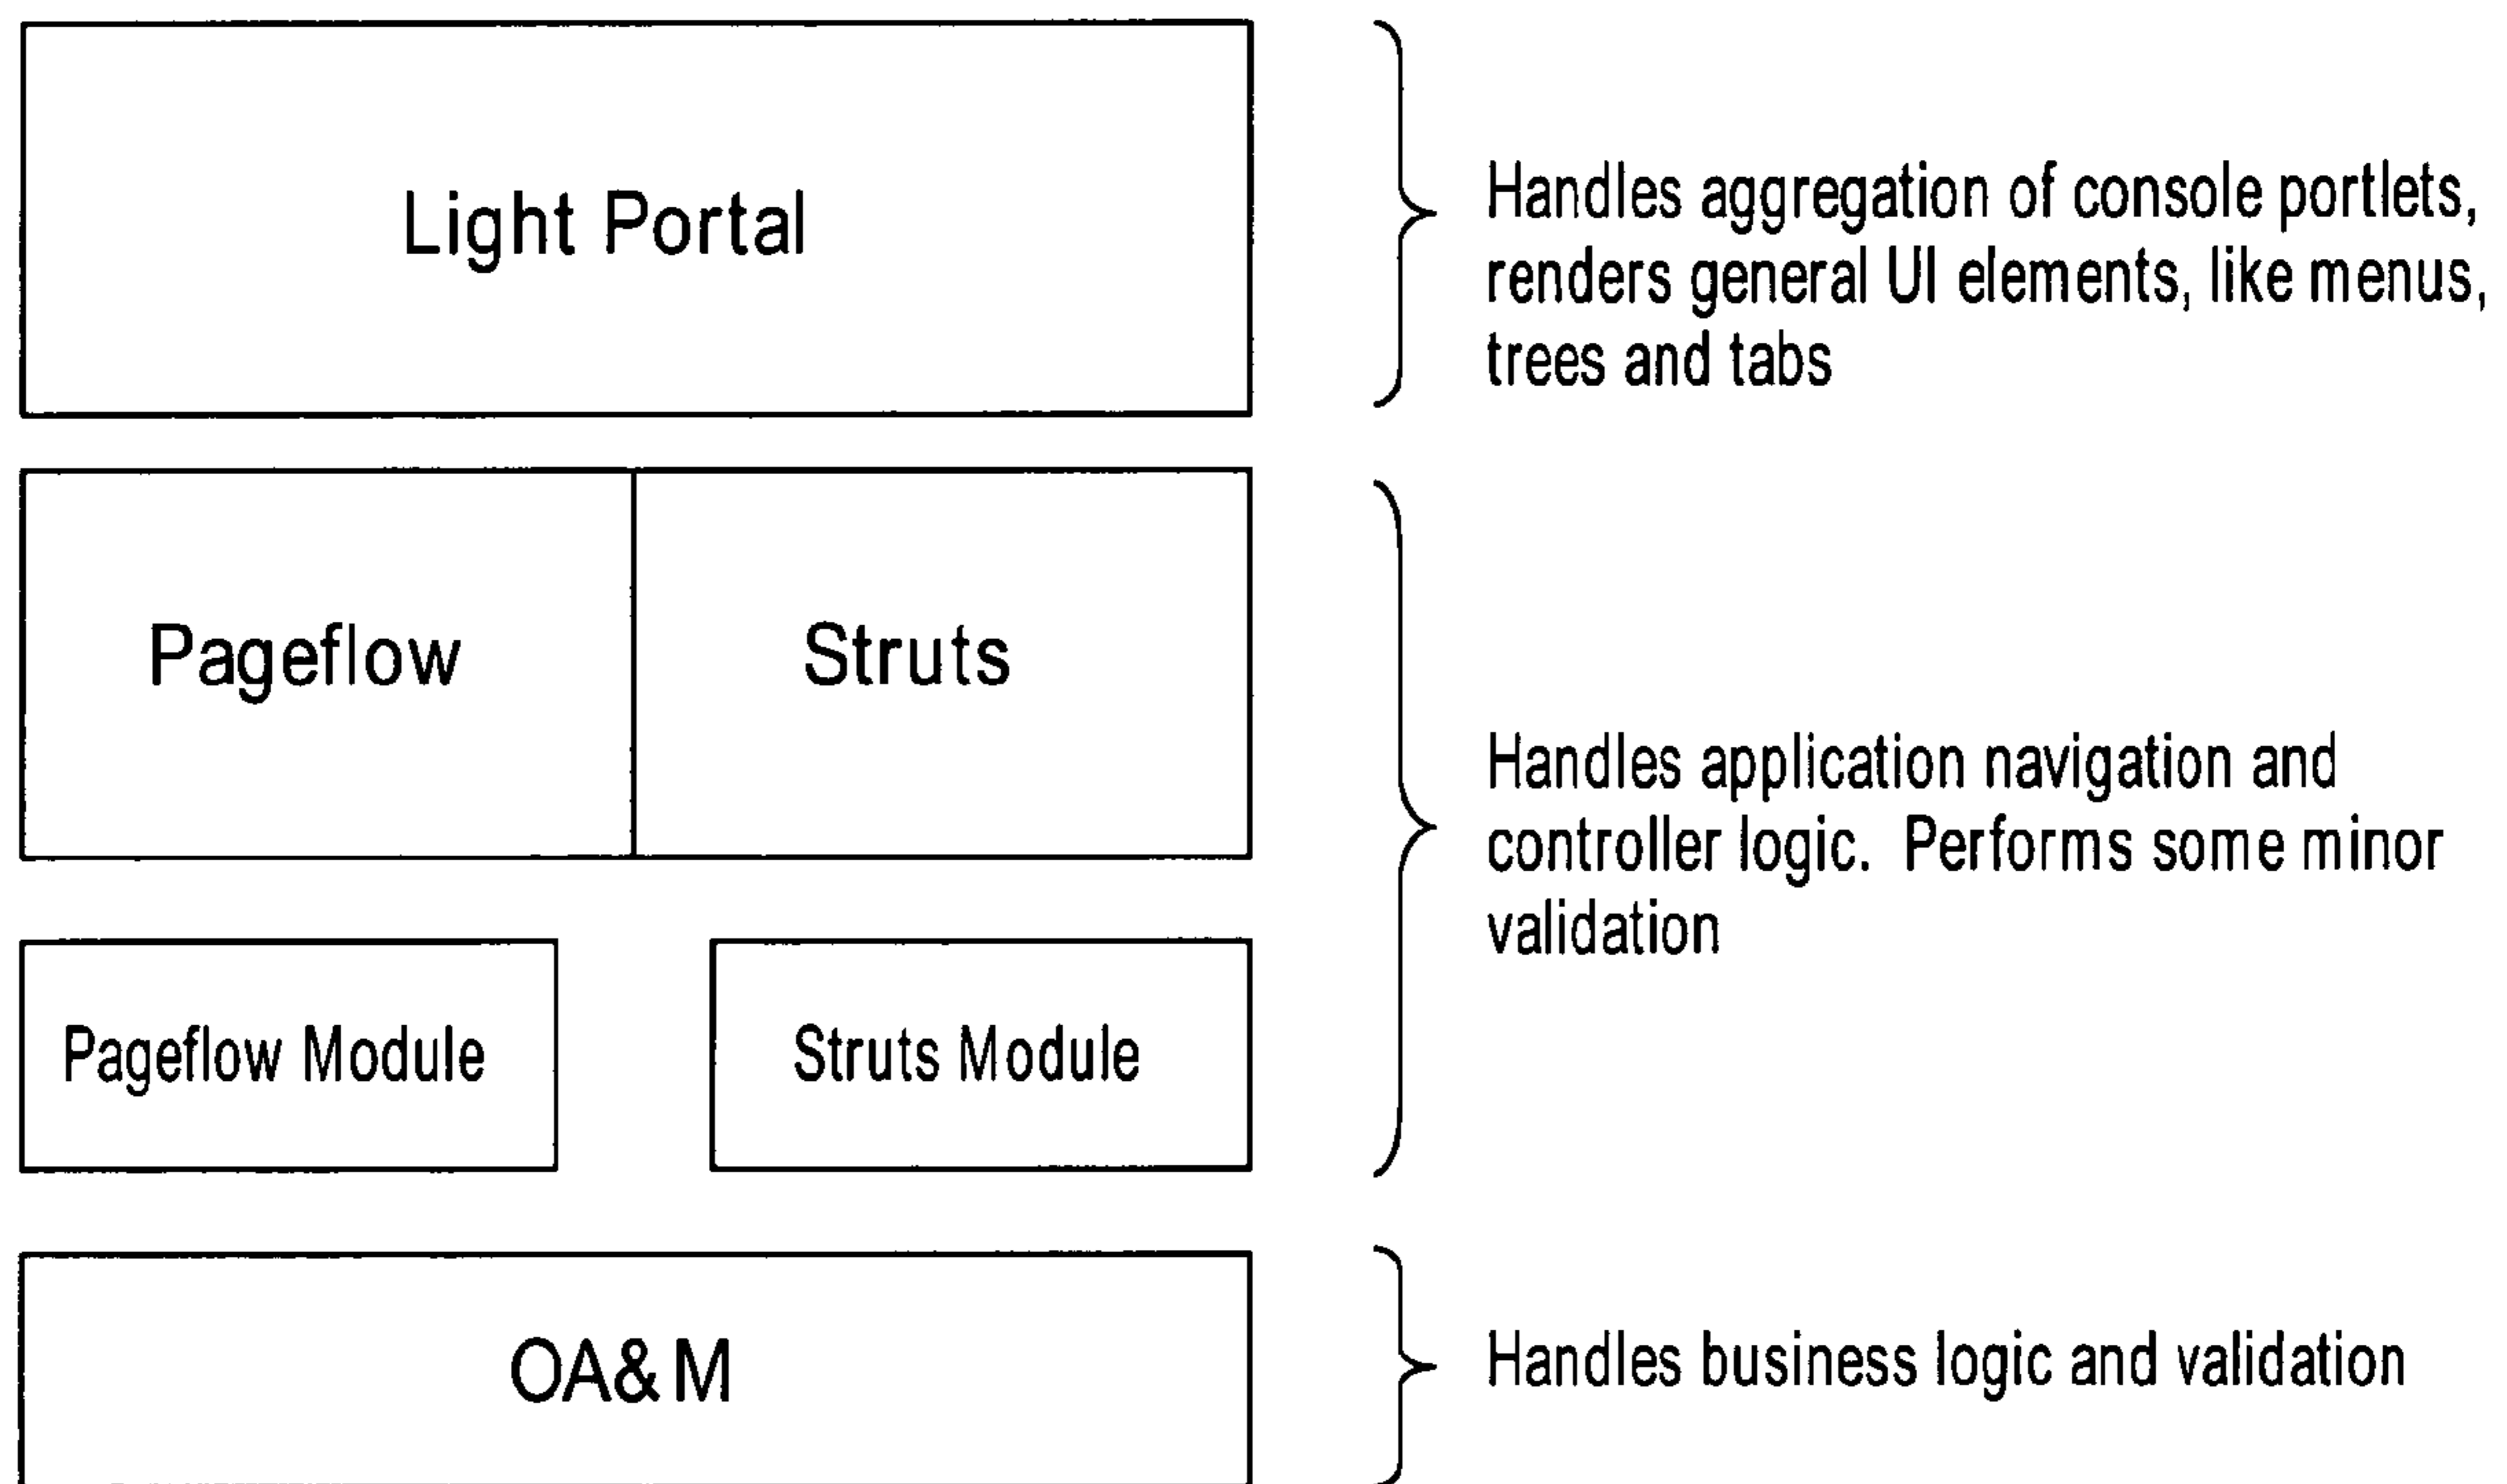 Light Portal
Handles aggregation of console portlets,
renders general UI elements, like menus,
trees and tabs
Pageflow
Struts
Handles application navigation and
controller logic. Performs some minor
validation
Pageflow Module
Struts Module
OA&M
Handles business logic and validation